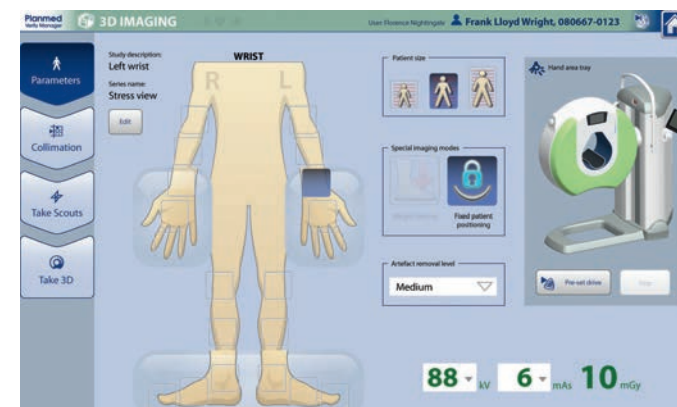 Planmed
Verity Manager
3D IMAGING
User Florence Nightingale
Frank Lloyd Wright, 080667-0123
Parameters
Collimation
Take Scouts
Take 3D
Study description:
Left wrist
Series name:
Stress view
Edit
WRIST
R L
Patient size
Special imaging modes
Fixed patient
positioning
Artefact removal level
Medium
Hand area tray
Pre-set drive
88 kV 6 mAs 10 mGy